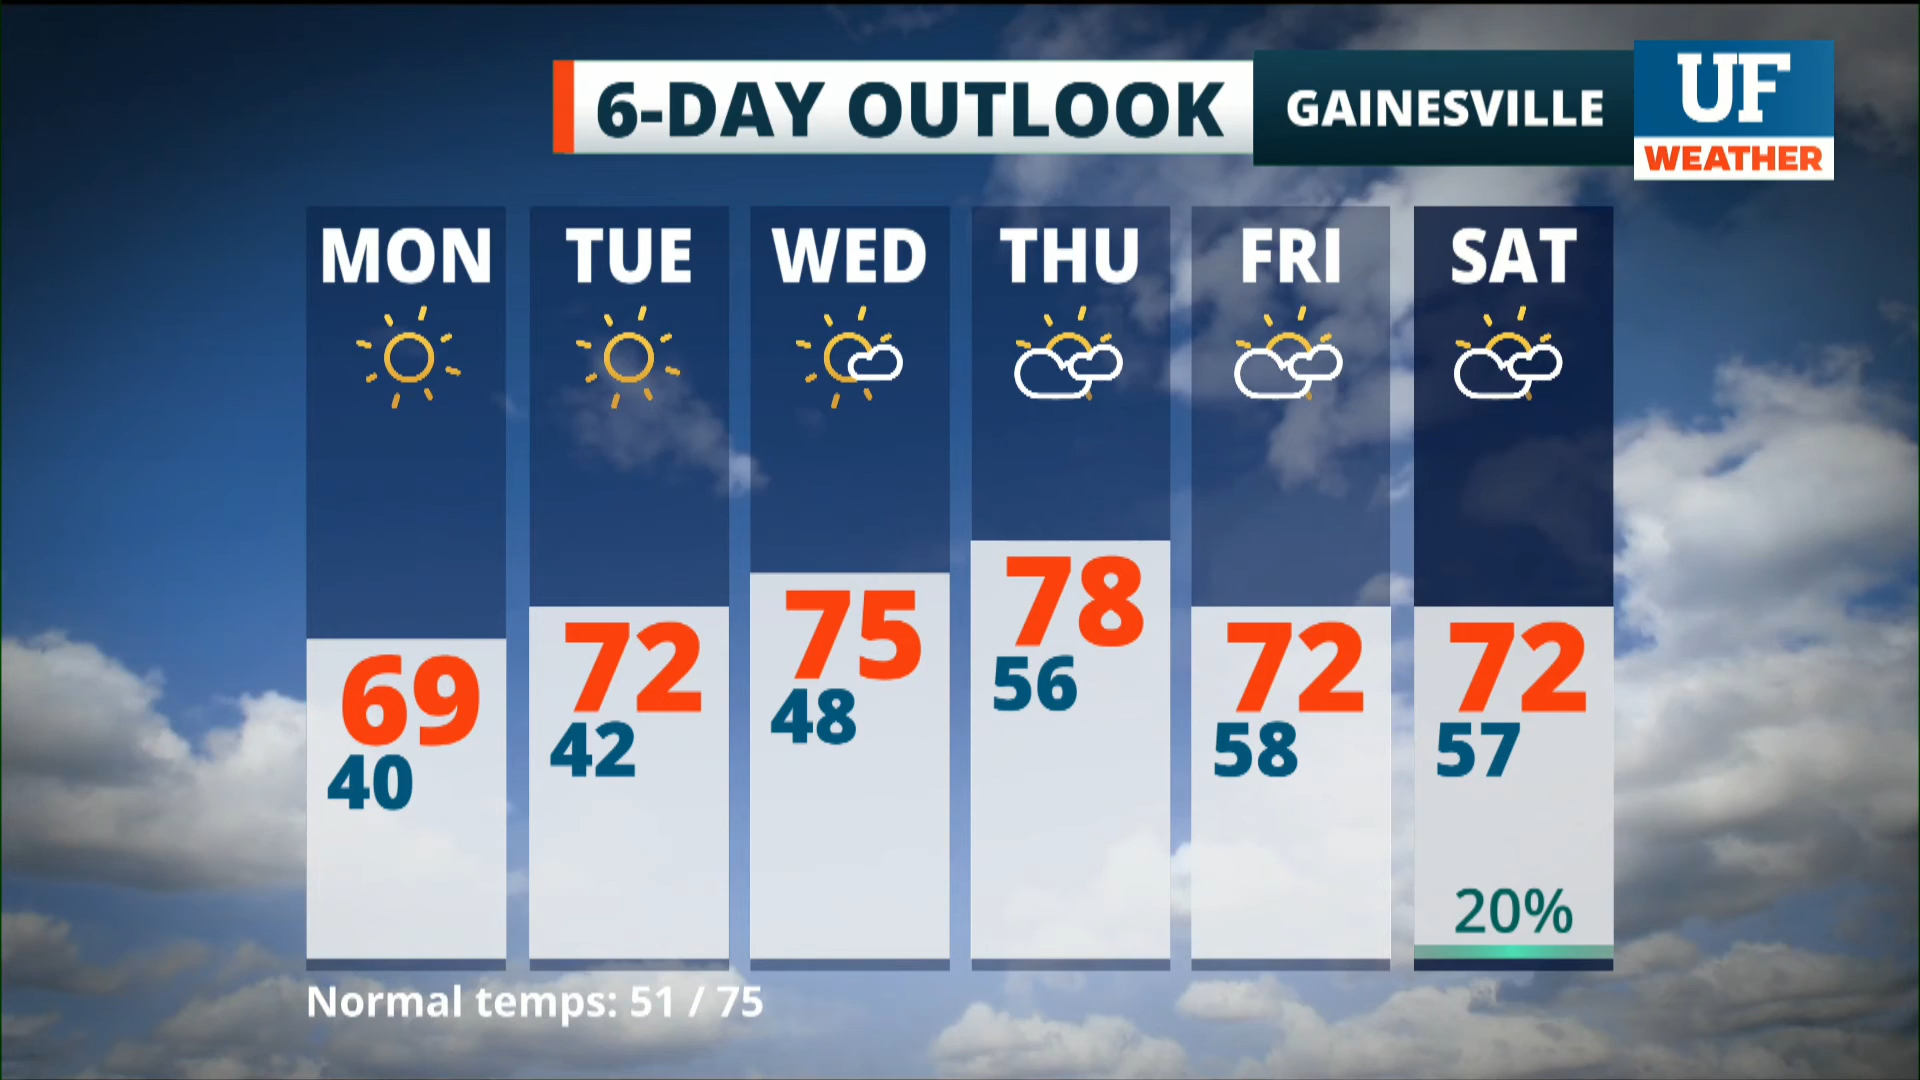 6-DAY OUTLOOK
GAINESVILLE
UF
WEATHER
MON
TUE
WED
THU
FRI
SAT
69
40
72
42
75
48
78
56
72
58
72
57
20%
Normal temps: 51 / 75